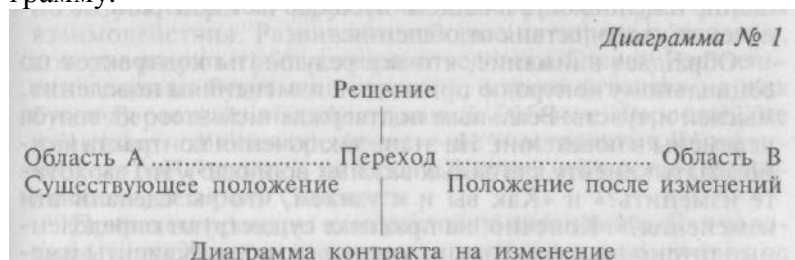 грамму.
Диаграмма № 1
Решение
Область А ........................ Переход ........................ Область В
Существующее положение Положение после изменений
Диаграмма контракта на изменение